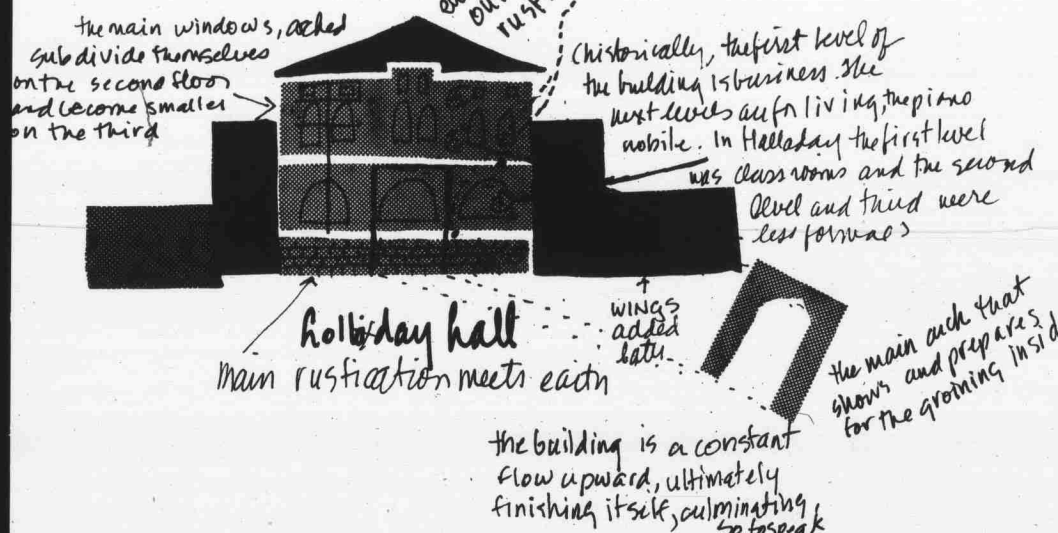 the main windows, arched
subdivide themselves
on the second floor
and become smaller
on the third
out
rusti
(historically, the first level of
the building is business. The
next levels are for living, the piano
nobile. In Halladay the first level
was classrooms and the second
level and third were
less formal)
wings
added
later
holliday hall
main rustication meets earth
the main arch that
shows and prepares
for the groining insid
the building is a constant
flow upward, ultimately
finishing itself, culminating,
so to speak